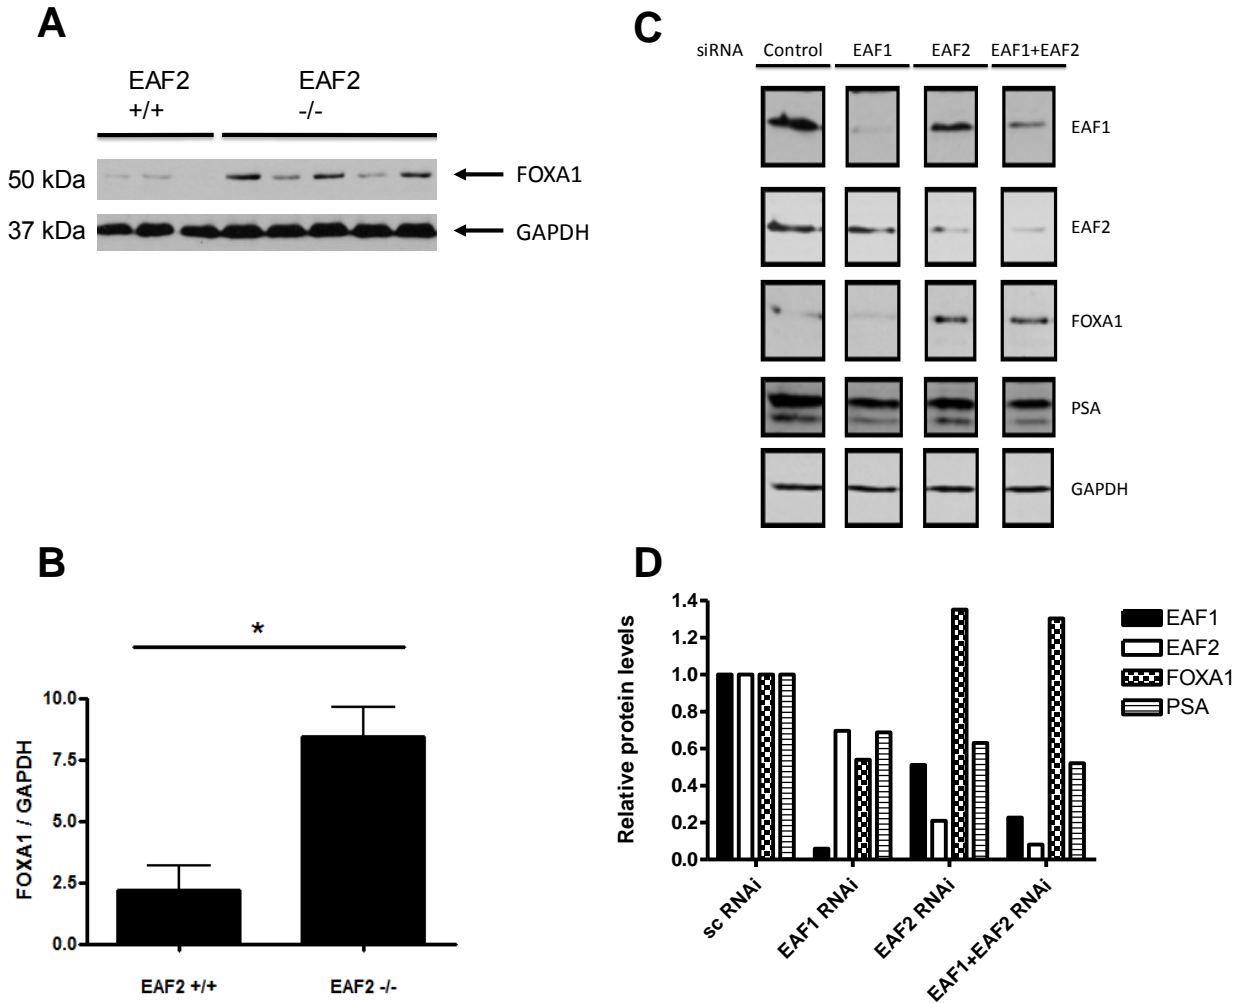 A
EAF2
+/+
EAF2
-/-
50 kDa
FOXA1
37 kDa
GAPDH
C
siRNA Control EAF1 EAF2 EAF1+EAF2
EAF1
EAF2
FOXA1
PSA
GAPDH
B
*
FOXA1 / GAPDH
10.0
7.5
5.0
2.5
0.0
EAF2 +/+ EAF2 -/-
D
Relative protein levels
1.4
1.2
1.0
0.8
0.6
0.4
0.2
0.0
sc RNAi
EAF1 RNAi
EAF2 RNAi
EAF1+EAF2 RNAi
EAF1
EAF2
FOXA1
PSA